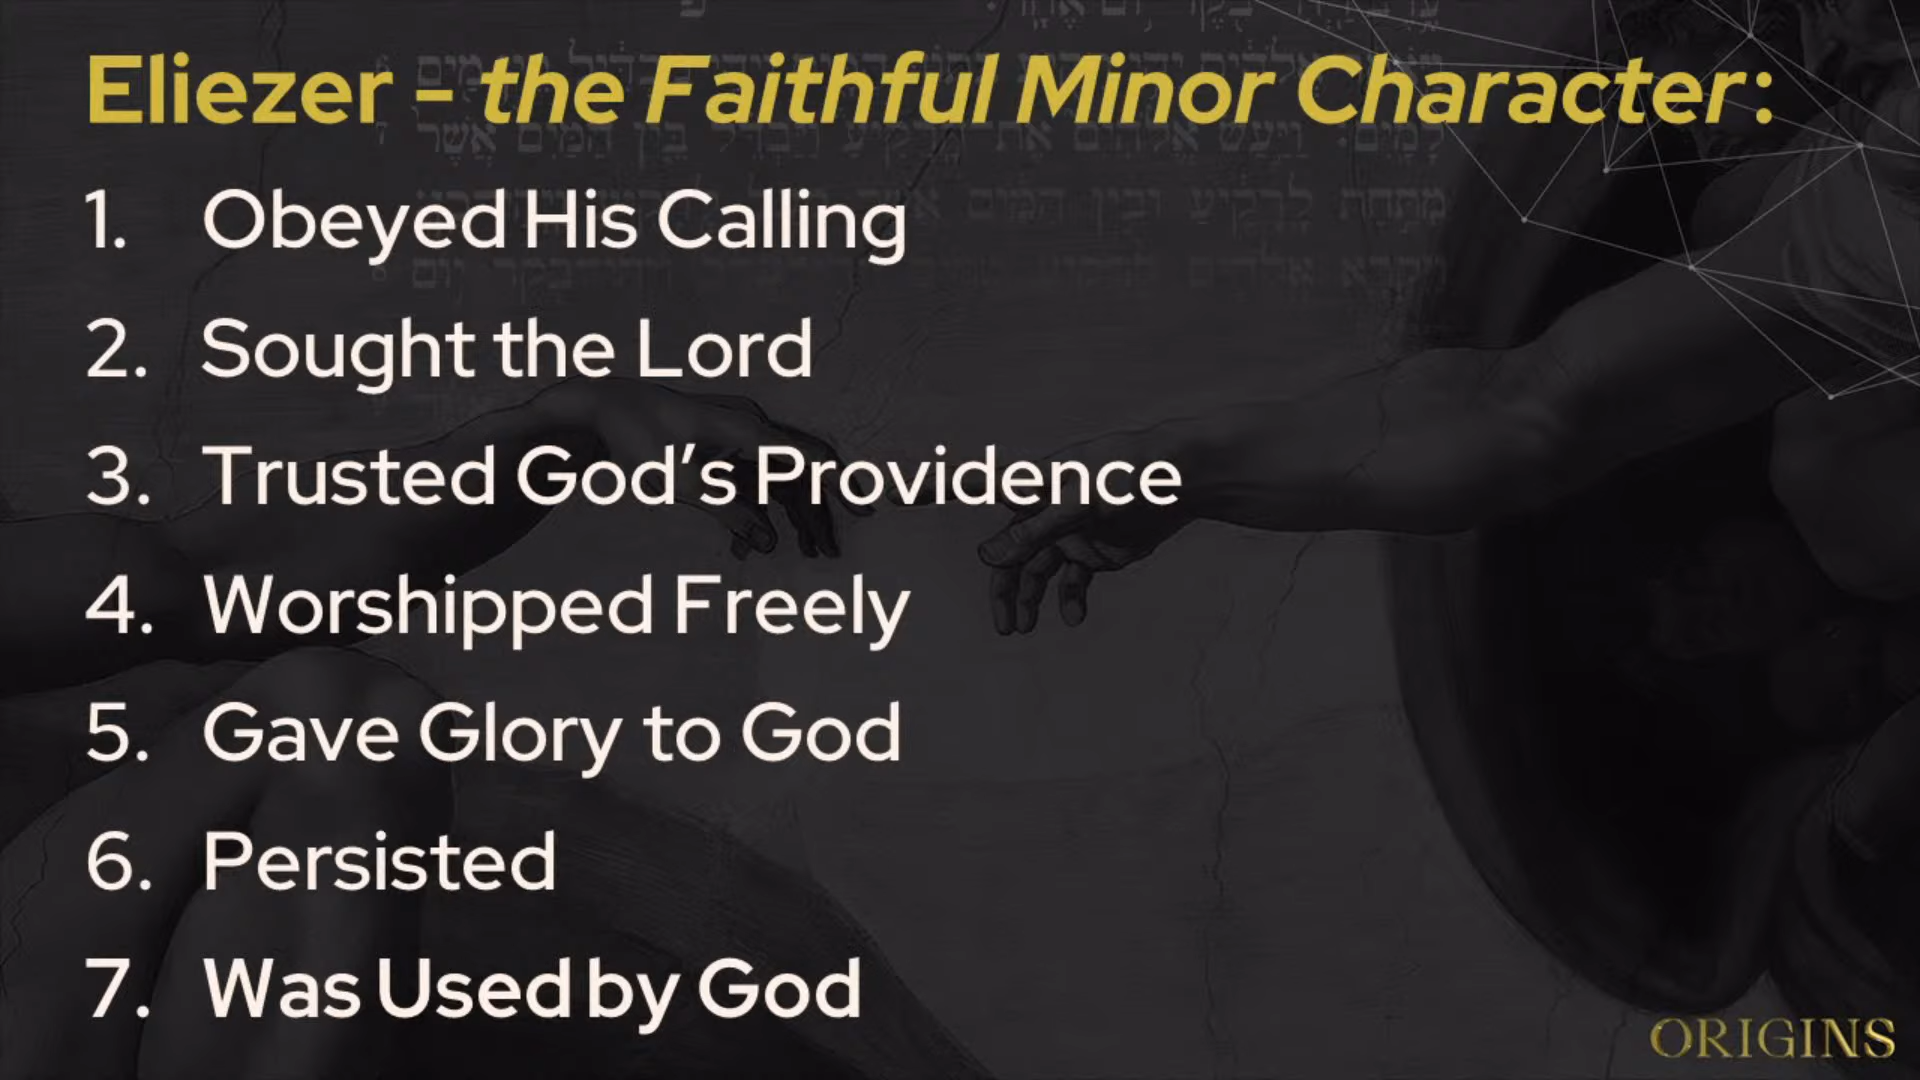 Eliezer – the Faithful Minor Character:
1. Obeyed His Calling
2. Sought the Lord
3. Trusted God’s Providence
4. Worshipped Freely
5. Gave Glory to God
6. Persisted
7. Was Used by God
ORIGINS